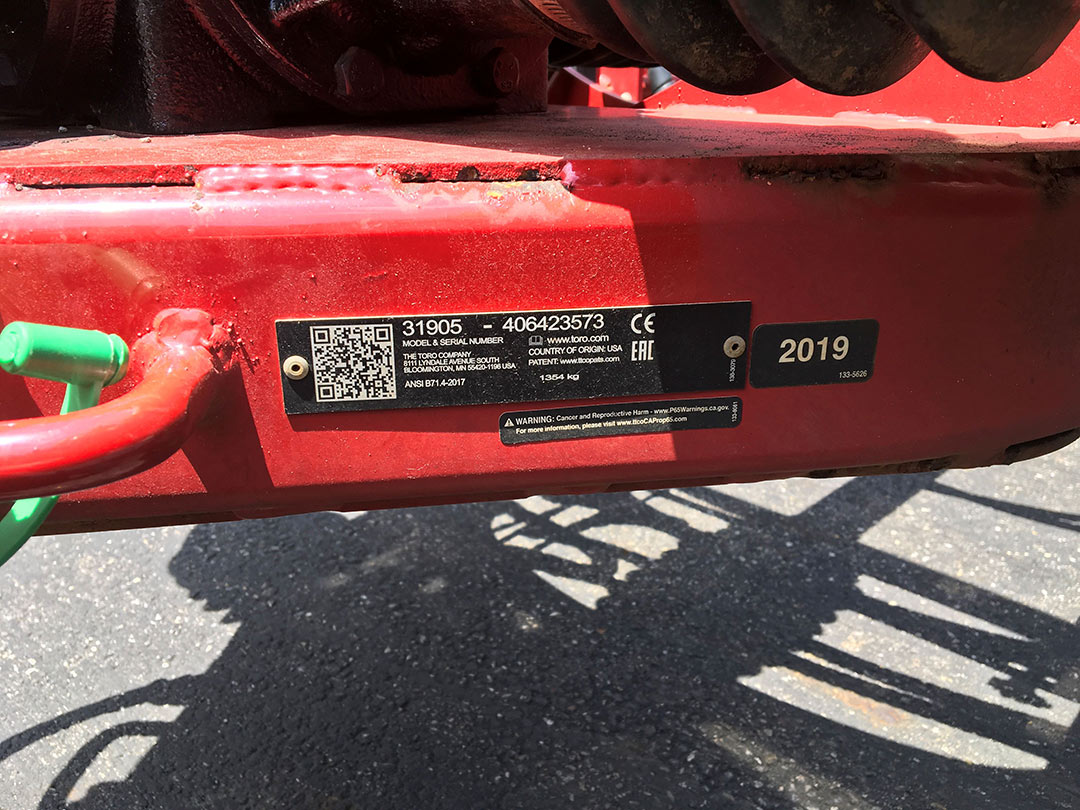 31905 - 406423573
MODEL & SERIAL NUMBER
THE TORO COMPANY
8111 LYNDALE AVENUE SOUTH
BLOOMINGTON, MN 55420-1196 USA
ANSI B71.4-2017
www.toro.com
COUNTRY OF ORIGIN: USA
PATENT: www.ttcopats.com
1354 kg
CE
EAC
2019
133-5626
WARNING: Cancer and Reproductive Harm - www.P65Warnings.ca.gov.
For more information, please visit www.ttcoCAProp65.com